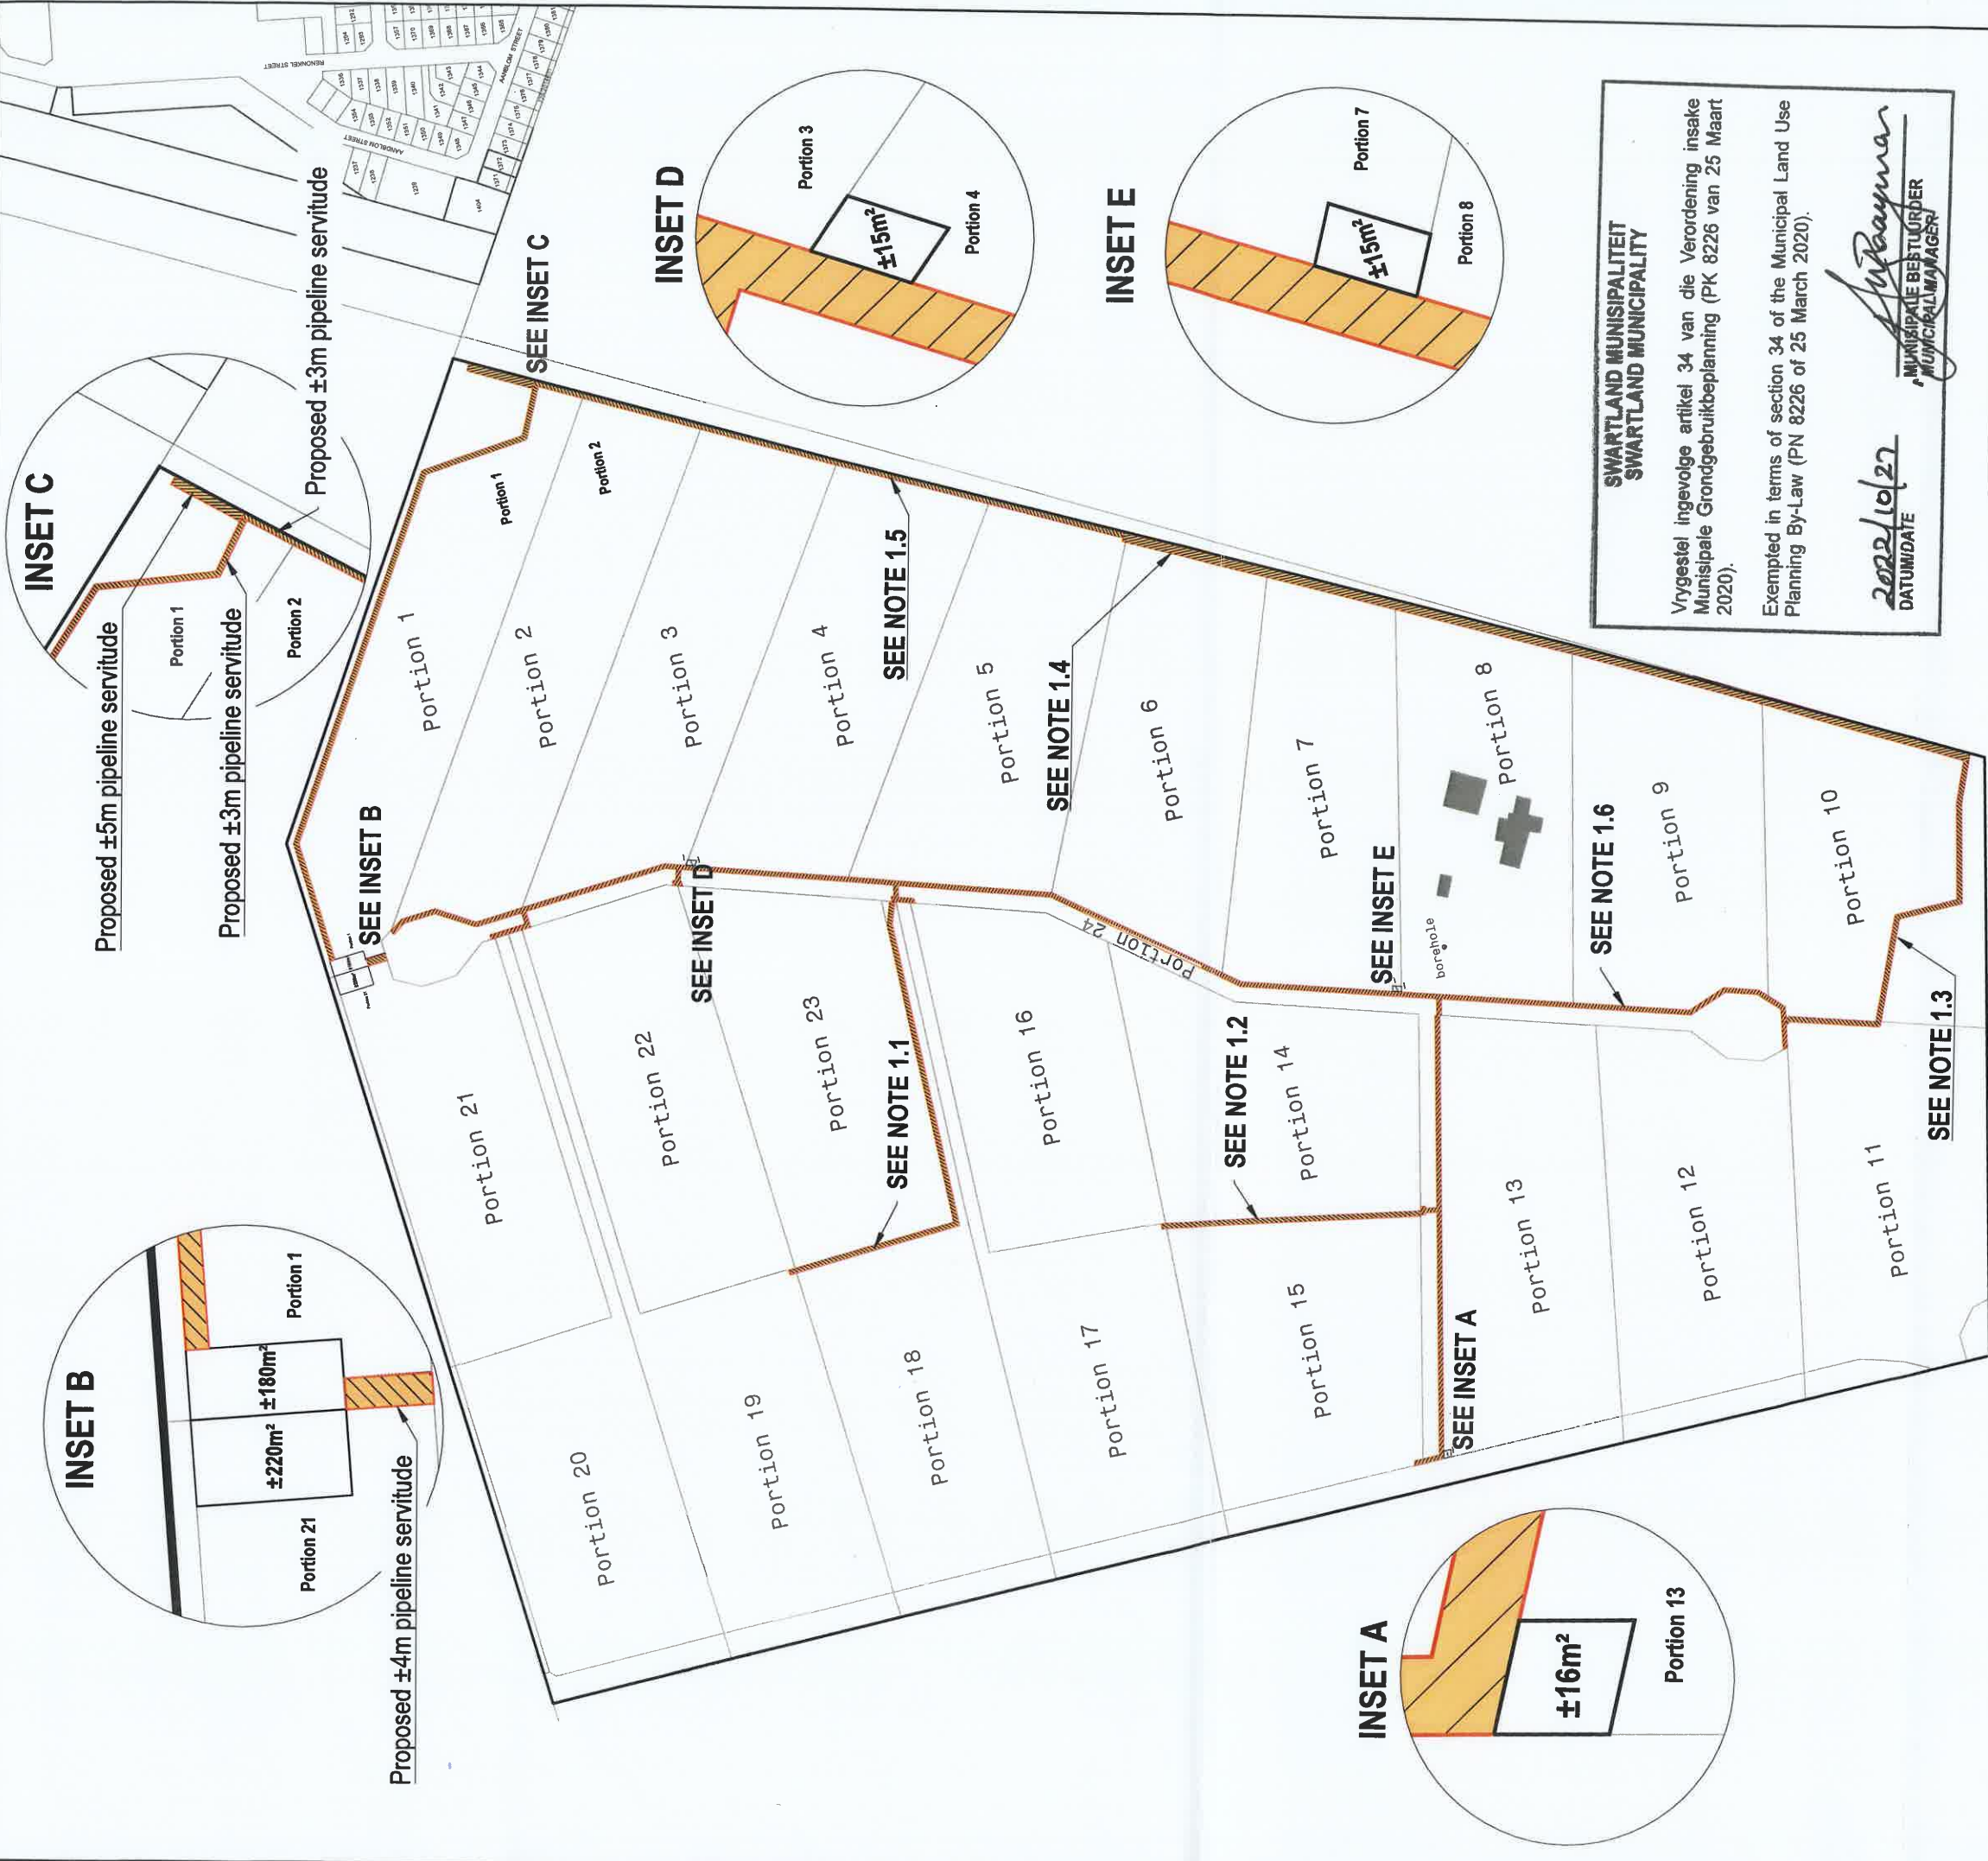 INSET C
Proposed ±5m pipeline servitude
Portion 1
Proposed ±3m pipeline servitude
Portion 2
Proposed ±3m pipeline servitude
RENONKEL STREET
AANBLOM STREET
AANDBLOM STREET
INSET B
±220m²
±180m²
Portion 1
Portion 21
Proposed ±4m pipeline servitude
SEE INSET B
SEE INSET C
INSET D
Portion 3
±15m²
Portion 4
INSET E
Portion 7
±15m²
Portion 8
Portion 1
Portion 2
Portion 1
Portion 2
Portion 3
Portion 4
SEE NOTE 1.5
Portion 5
SEE NOTE 1.4
Portion 6
Portion 7
Portion 8
Portion 9
Portion 10
SEE INSET D
Portion 24
SEE INSET E
borehole
SEE NOTE 1.6
SEE NOTE 1.3
Portion 21
Portion 22
Portion 23
SEE NOTE 1.1
Portion 16
SEE NOTE 1.2
Portion 14
Portion 13
Portion 12
Portion 11
Portion 20
Portion 19
Portion 18
Portion 17
Portion 15
SEE INSET A
INSET A
±16m²
Portion 13
SWARTLAND MUNISIPALITEIT
SWARTLAND MUNICIPALITY
Vrygestel ingevolge artikel 34 van die Verordening insake
Munisipale Grondgebruikbeplanning (PK 8226 van 25 Maart
2020).
Exempted in terms of section 34 of the Municipal Land Use
Planning By-Law (PN 8226 of 25 March 2020).
2022/10/27
DATUM/DATE
MUNISIPALE BESTUURDER
MUNICIPAL MANAGER